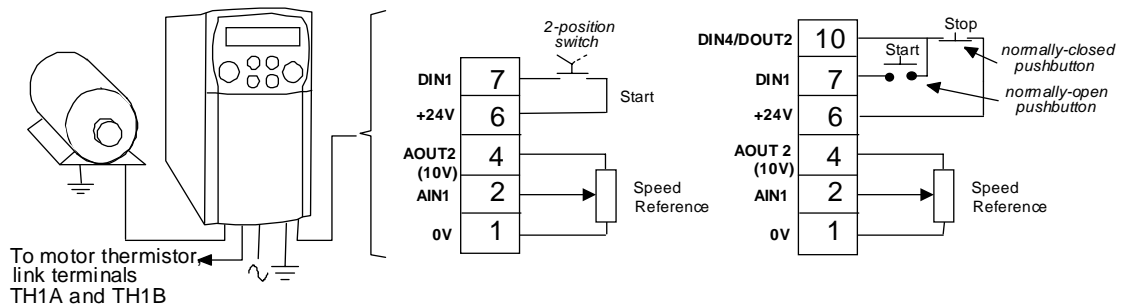 To motor thermistor
link terminals
TH1A and TH1B
2-position
switch
DIN1 7
Start
+24V 6
AOUT2 4
(10V)
AIN1 2
Speed
Reference
0V 1
Stop
DIN4/DOUT2 10
normally-closed
pushbutton
Start
DIN1 7
normally-open
pushbutton
+24V 6
AOUT 2 4
(10V)
AIN1 2
Speed
Reference
0V 1